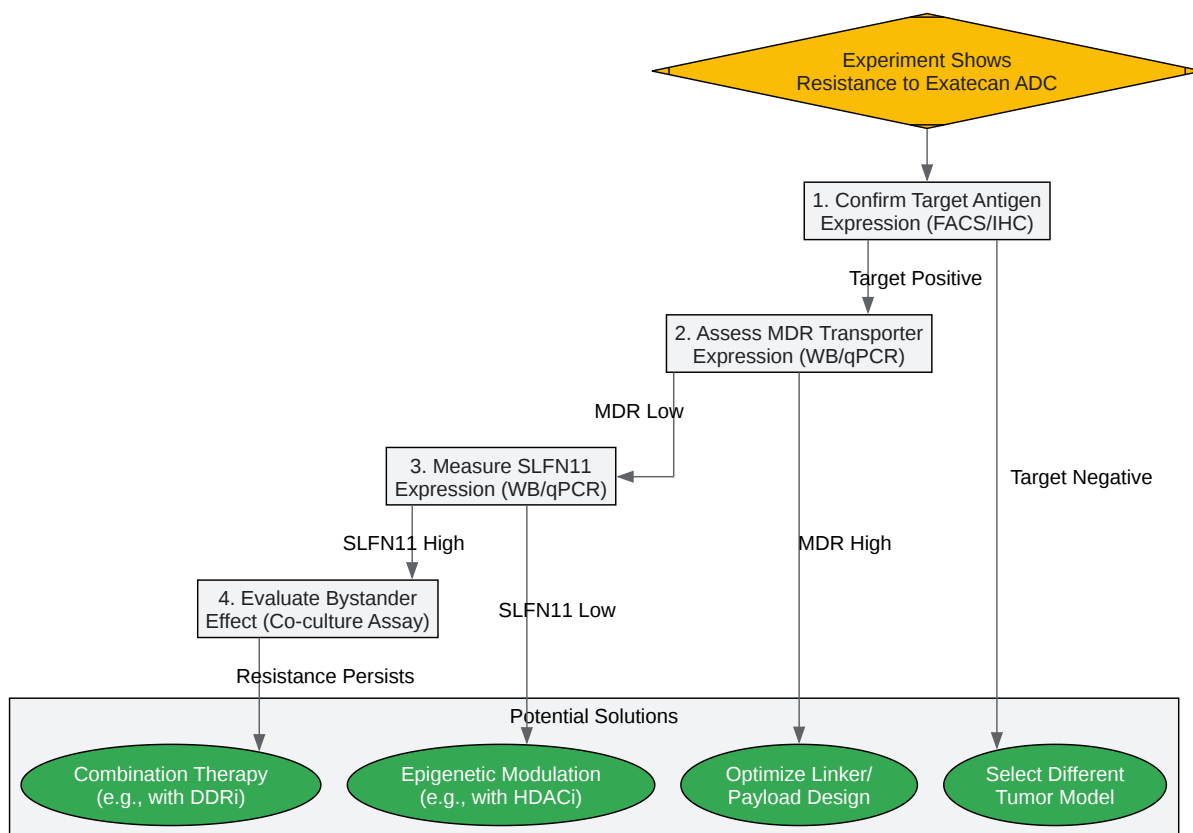 Experiment Shows
Resistance to Exatecan ADC
1. Confirm Target Antigen
Expression (FACS/IHC)
Target Positive
2. Assess MDR Transporter
Expression (WB/qPCR)
MDR Low
3. Measure SLFN11
Expression (WB/qPCR)
Target Negative
SLFN11 High
MDR High
4. Evaluate Bystander
Effect (Co-culture Assay)
SLFN11 Low
Resistance Persists
Potential Solutions
Combination Therapy
(e.g., with DDRi)
Epigenetic Modulation
(e.g., with HDACi)
Optimize Linker/
Payload Design
Select Different
Tumor Model